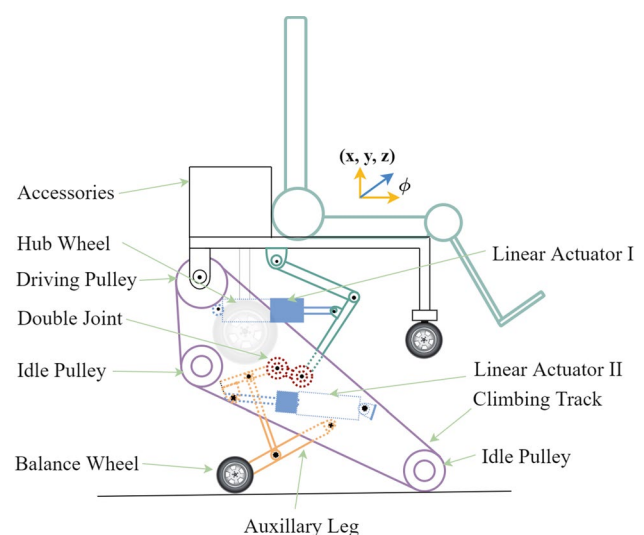 (x, y, z)
ϕ
Accessories
Hub Wheel
Linear Actuator I
Driving Pulley
Double Joint
Idle Pulley
Linear Actuator II
Climbing Track
Balance Wheel
Idle Pulley
Auxillary Leg